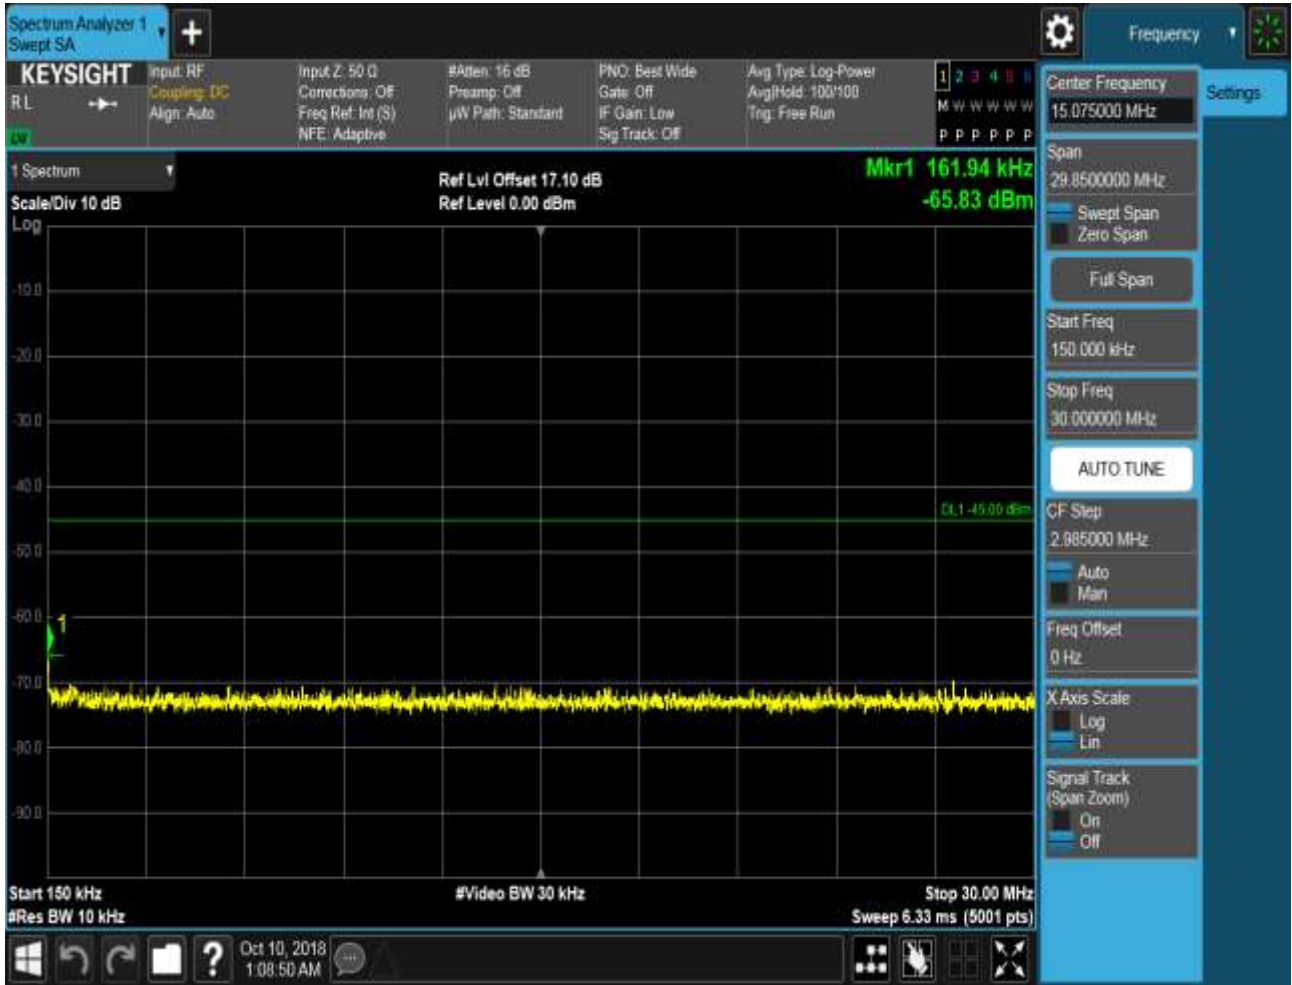 Spectrum Analyzer 1
Swept SA
Frequency
KEYSIGHT
RL
LXI
Input: RF
Coupling: DC
Align: Auto
Input Z: 50 Ω
Corrections: Off
Freq Ref: Int (S)
NFE: Adaptive
#Atten: 16 dB
Preamp: Off
µW Path: Standard
PNO: Best Wide
Gate: Off
IF Gain: Low
Sig Track: Off
Avg Type: Log-Power
Avg|Hold: 100/100
Trig: Free Run
1 2 3 4 5 6
M W W W W W
P P P P P P
1 Spectrum
Scale/Div 10 dB
Log
Ref Lvl Offset 17.10 dB
Ref Level 0.00 dBm
Mkr1 161.94 kHz
-65.83 dBm
-10.0
-20.0
-30.0
-40.0
DL1 -45.00 dBm
-50.0
-60.0
1
-70.0
-80.0
-90.0
Start 150 kHz
#Res BW 10 kHz
#Video BW 30 kHz
Stop 30.00 MHz
Sweep 6.33 ms (5001 pts)
Oct 10, 2018
1:08:50 AM
Center Frequency
15.075000 MHz
Settings
Span
29.8500000 MHz
Swept Span
Zero Span
Full Span
Start Freq
150.000 kHz
Stop Freq
30.000000 MHz
AUTO TUNE
CF Step
2.985000 MHz
Auto
Man
Freq Offset
0 Hz
X Axis Scale
Log
Lin
Signal Track
(Span Zoom)
On
Off